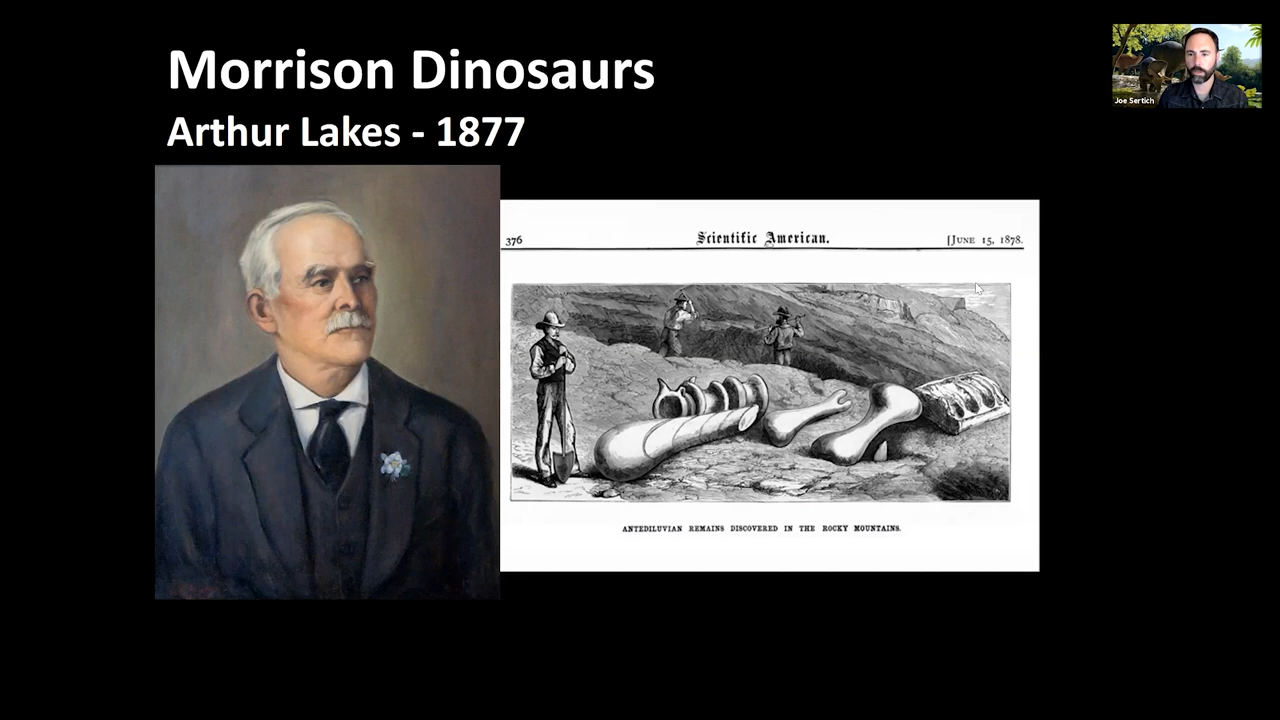 Morrison Dinosaurs
Arthur Lakes - 1877
Joe Sertich
376 Scientific American. [JUNE 15, 1878.
ANTEDILUVIAN REMAINS DISCOVERED IN THE ROCKY MOUNTAINS.